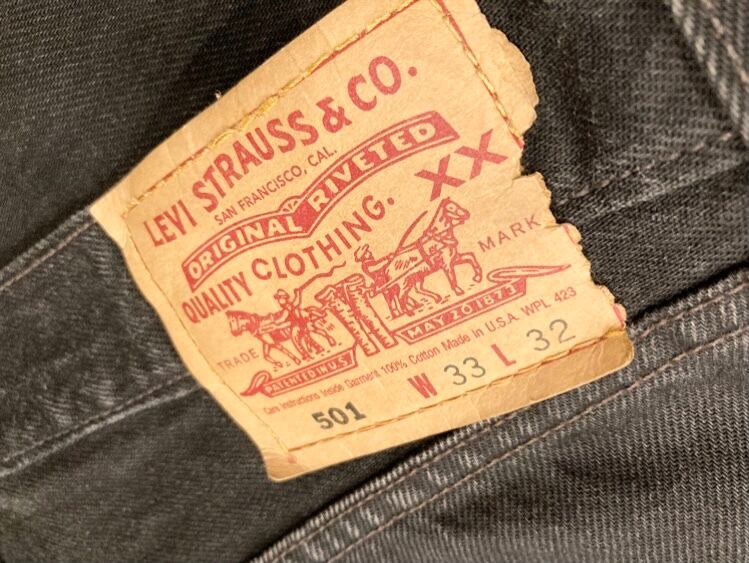 LEVI STRAUSS & CO.
SAN FRANCISCO, CAL.
ORIGINAL RIVETED
QUALITY CLOTHING.
XX
TRADE MARK
PATENTED IN U.S.
MAY 20 1873
Care Instructions Inside Garment 100% Cotton Made In U.S.A. WPL 423
501 W 33 L 32